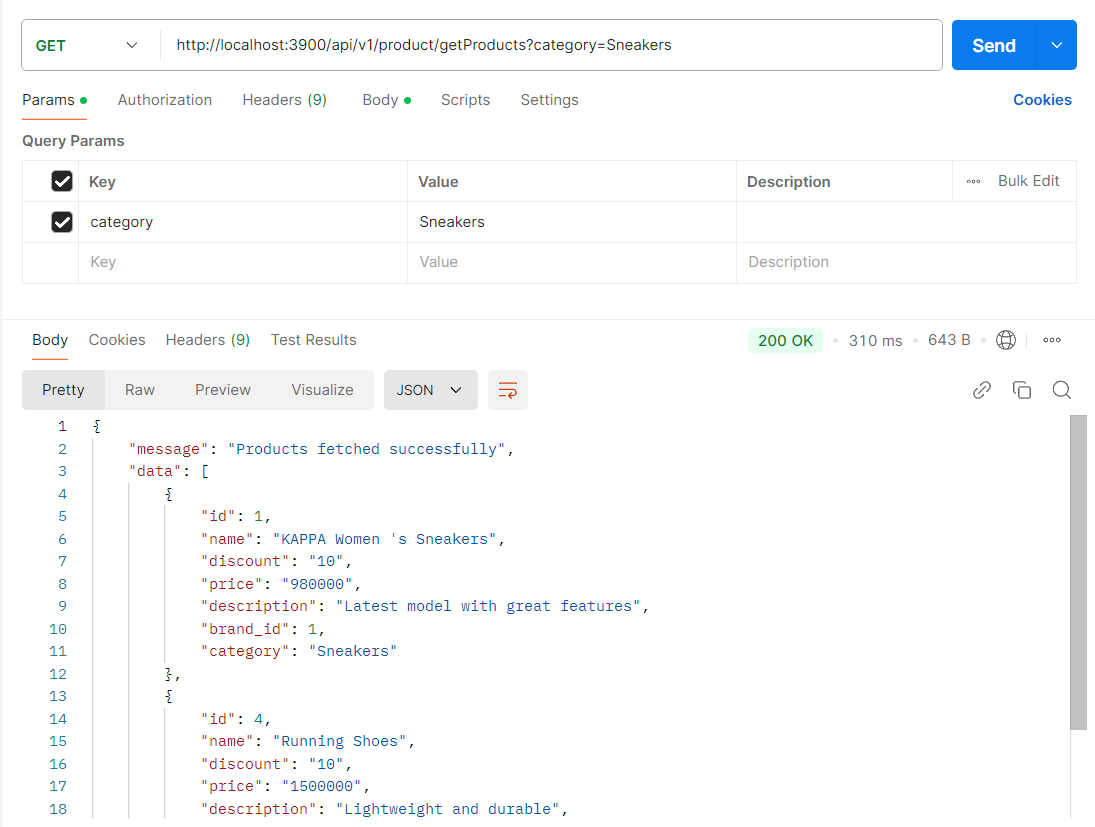 GET http://localhost:3900/api/v1/product/getProducts?category=Sneakers Send
Params Authorization Headers (9) Body Scripts Settings Cookies
Query Params
Key Value Description Bulk Edit
category Sneakers
Key Value Description
Body Cookies Headers (9) Test Results 200 OK 310 ms 643 B
Pretty Raw Preview Visualize JSON
1 {
2 "message": "Products fetched successfully",
3 "data": [
4 {
5 "id": 1,
6 "name": "KAPPA Women 's Sneakers",
7 "discount": "10",
8 "price": "980000",
9 "description": "Latest model with great features",
10 "brand_id": 1,
11 "category": "Sneakers"
12 },
13 {
14 "id": 4,
15 "name": "Running Shoes",
16 "discount": "10",
17 "price": "1500000",
18 "description": "Lightweight and durable",